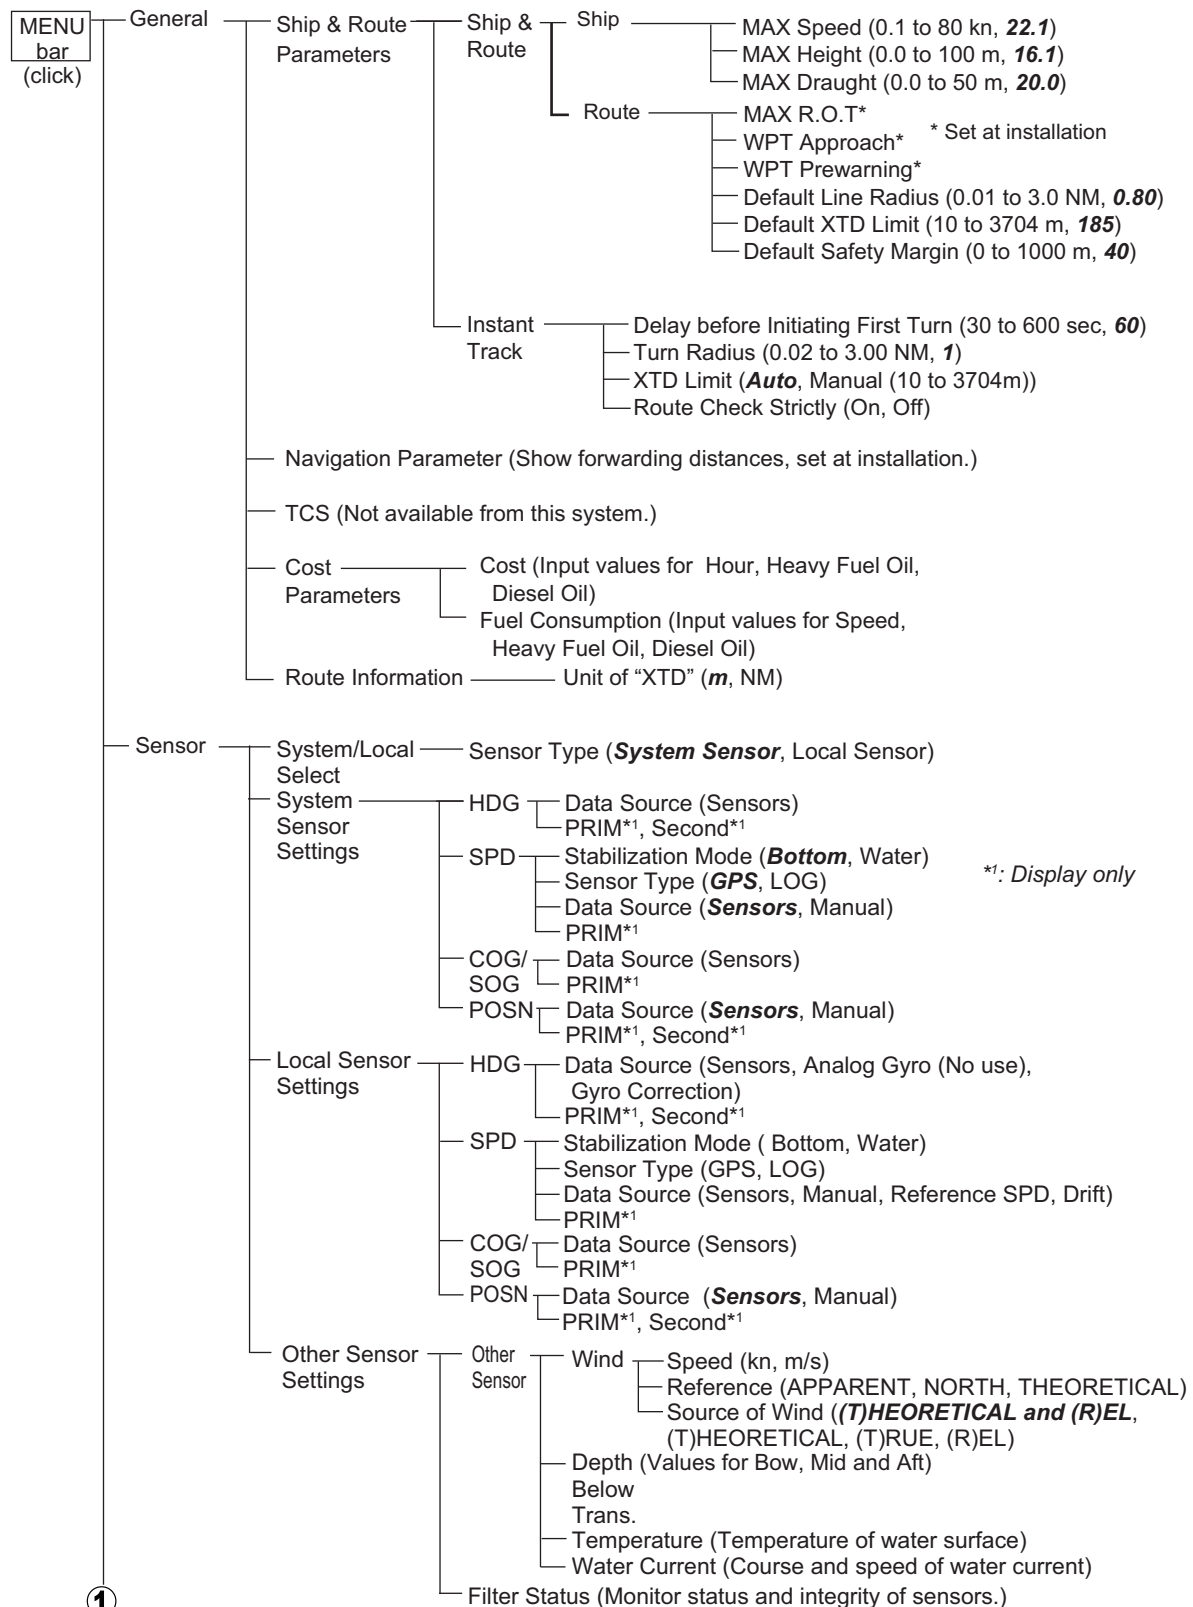 MENU
bar
(click)
General
Ship & Route
Parameters
Ship &
Route
Ship
MAX Speed (0.1 to 80 kn, 22.1)
MAX Height (0.0 to 100 m, 16.1)
MAX Draught (0.0 to 50 m, 20.0)
Route
MAX R.O.T*
WPT Approach*
* Set at installation
WPT Prewarning*
Default Line Radius (0.01 to 3.0 NM, 0.80)
Default XTD Limit (10 to 3704 m, 185)
Default Safety Margin (0 to 1000 m, 40)
Instant
Track
Delay before Initiating First Turn (30 to 600 sec, 60)
Turn Radius (0.02 to 3.00 NM, 1)
XTD Limit (Auto, Manual (10 to 3704m))
Route Check Strictly (On, Off)
Navigation Parameter (Show forwarding distances, set at installation.)
TCS (Not available from this system.)
Cost
Parameters
Cost (Input values for Hour, Heavy Fuel Oil,
Diesel Oil)
Fuel Consumption (Input values for Speed,
Heavy Fuel Oil, Diesel Oil)
Route Information
Unit of “XTD” (m, NM)
Sensor
System/Local
Select
Sensor Type (System Sensor, Local Sensor)
System
Sensor
Settings
HDG
Data Source (Sensors)
PRIM*1, Second*1
SPD
Stabilization Mode (Bottom, Water)
Sensor Type (GPS, LOG)
Data Source (Sensors, Manual)
PRIM*1
*1: Display only
COG/
SOG
Data Source (Sensors)
PRIM*1
POSN
Data Source (Sensors, Manual)
PRIM*1, Second*1
Local Sensor
Settings
HDG
Data Source (Sensors, Analog Gyro (No use),
Gyro Correction)
PRIM*1, Second*1
SPD
Stabilization Mode ( Bottom, Water)
Sensor Type (GPS, LOG)
Data Source (Sensors, Manual, Reference SPD, Drift)
PRIM*1
COG/
SOG
Data Source (Sensors)
PRIM*1
POSN
Data Source (Sensors, Manual)
PRIM*1, Second*1
Other Sensor
Settings
Other
Sensor
Wind
Speed (kn, m/s)
Reference (APPARENT, NORTH, THEORETICAL)
Source of Wind ((T)HEORETICAL and (R)EL,
(T)HEORETICAL, (T)RUE, (R)EL)
Depth (Values for Bow, Mid and Aft)
Below
Trans.
Temperature (Temperature of water surface)
Water Current (Course and speed of water current)
Filter Status (Monitor status and integrity of sensors.)
1